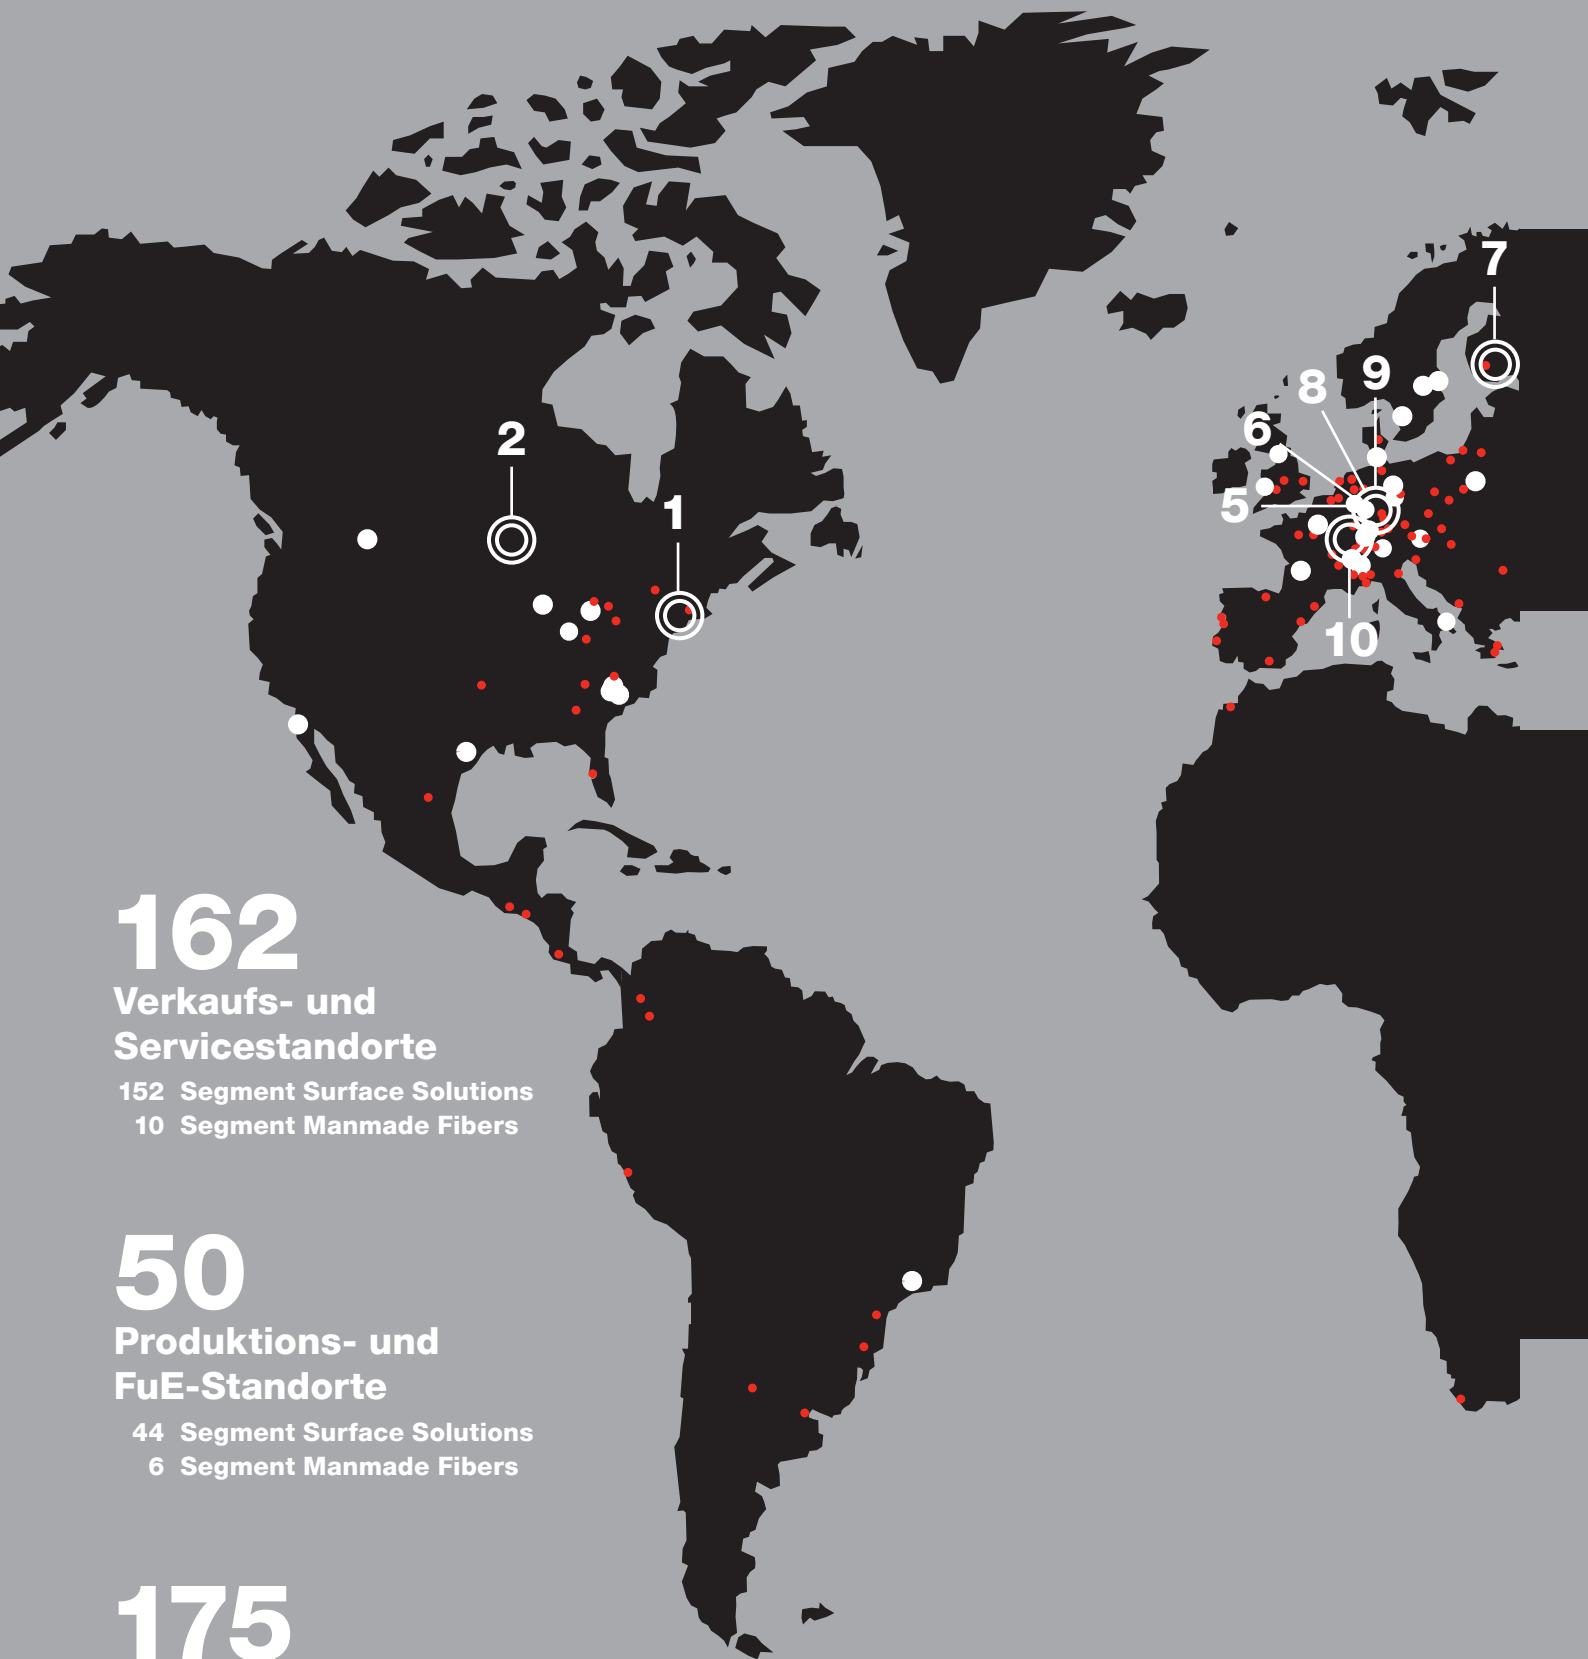 7
9
8
2
6
1
5
10
162
Verkaufs- und
Servicestandorte
152 Segment Surface Solutions
10 Segment Manmade Fibers
50
Produktions- und
FuE-Standorte
44 Segment Surface Solutions
6 Segment Manmade Fibers
175